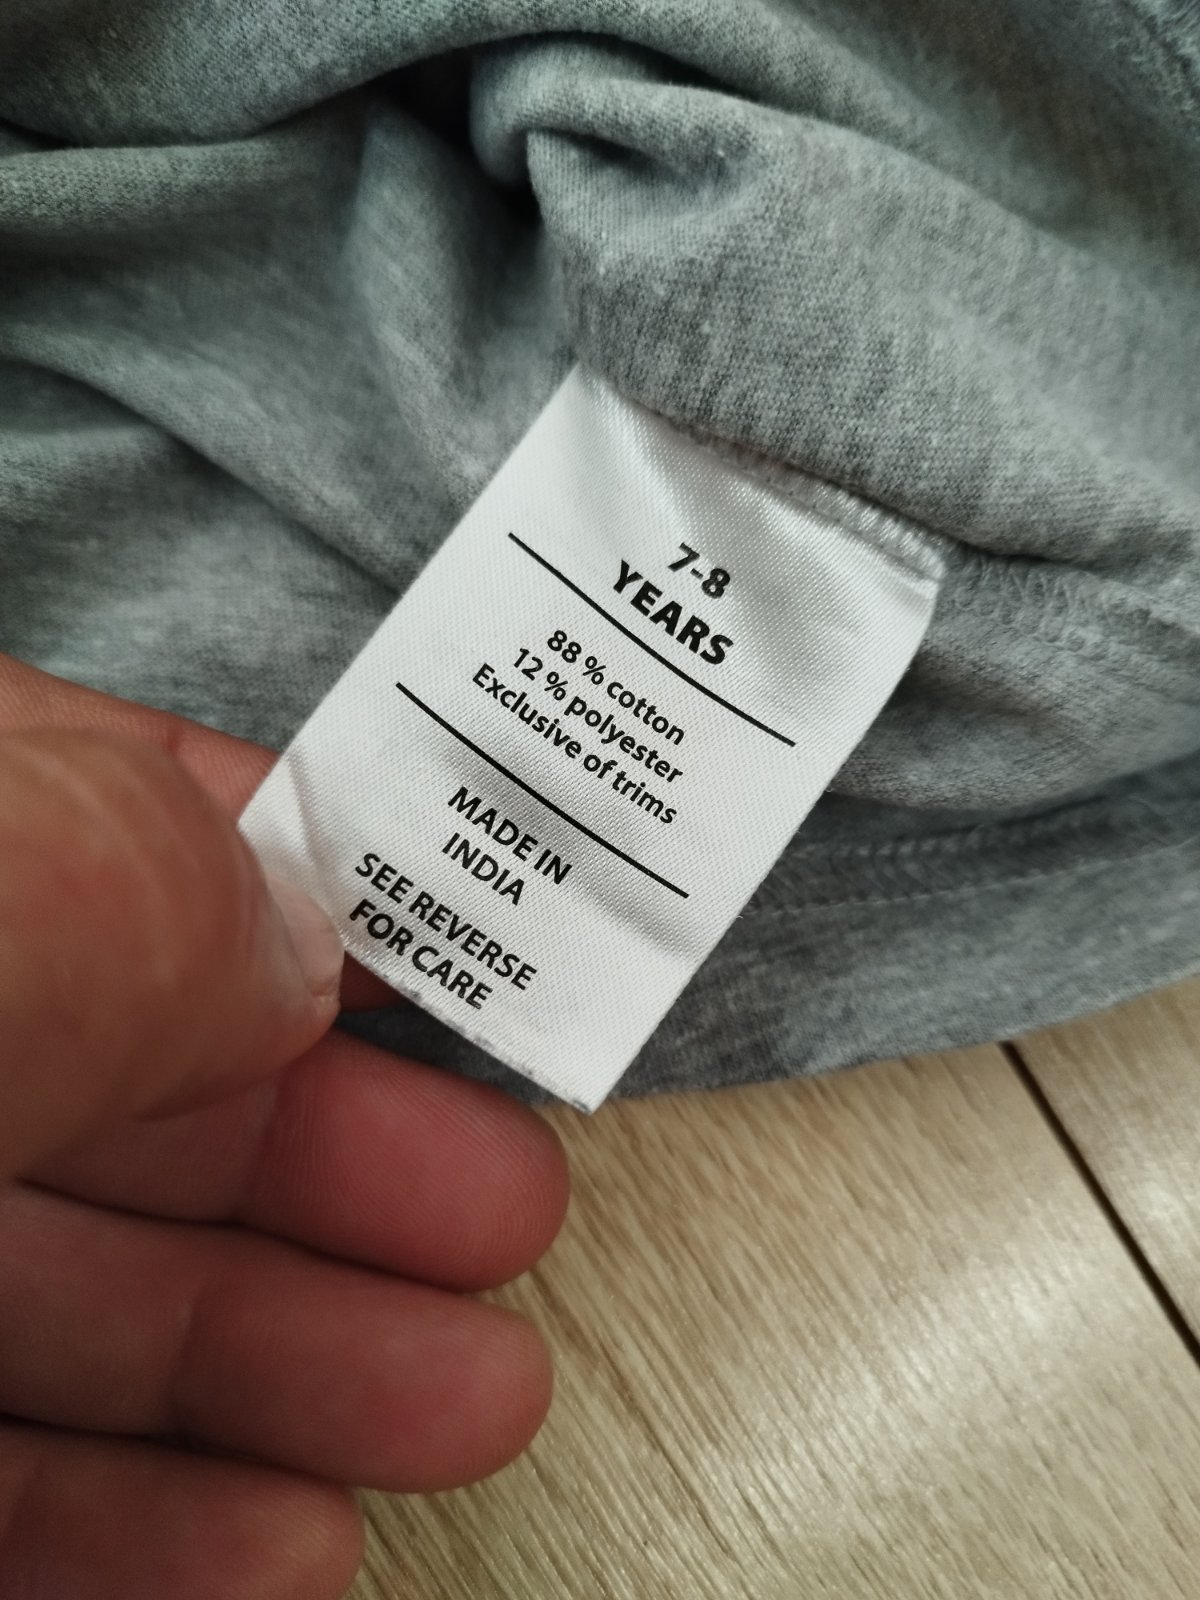 7-8
YEARS
88 % cotton
12 % polyester
Exclusive of trims
MADE IN
INDIA
SEE REVERSE
FOR CARE